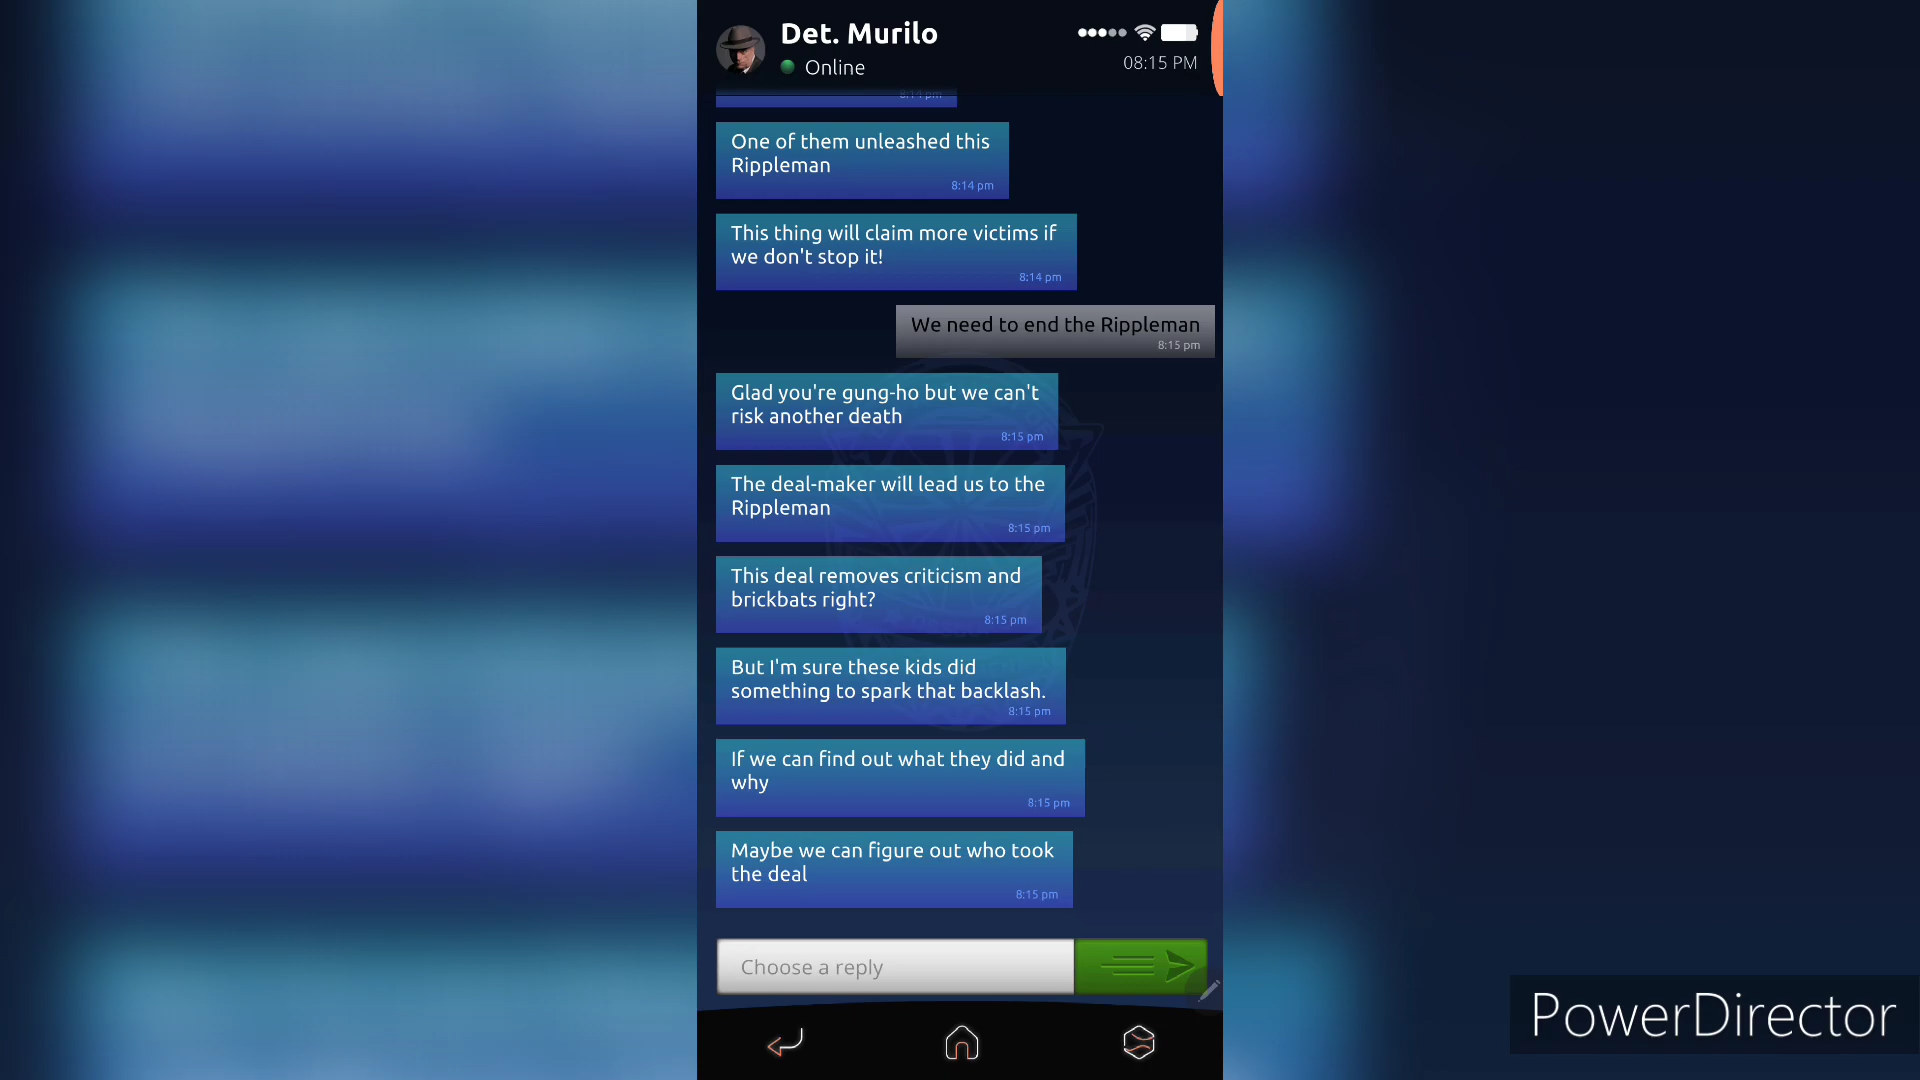 Det. Murilo
Online
08:15 PM
8:14 pm
One of them unleashed this
Rippleman
8:14 pm
This thing will claim more victims if
we don't stop it!
8:14 pm
We need to end the Rippleman
8:15 pm
Glad you're gung-ho but we can't
risk another death
8:15 pm
The deal-maker will lead us to the
Rippleman
8:15 pm
This deal removes criticism and
brickbats right?
8:15 pm
But I'm sure these kids did
something to spark that backlash.
8:15 pm
If we can find out what they did and
why
8:15 pm
Maybe we can figure out who took
the deal
8:15 pm
Choose a reply
PowerDirector